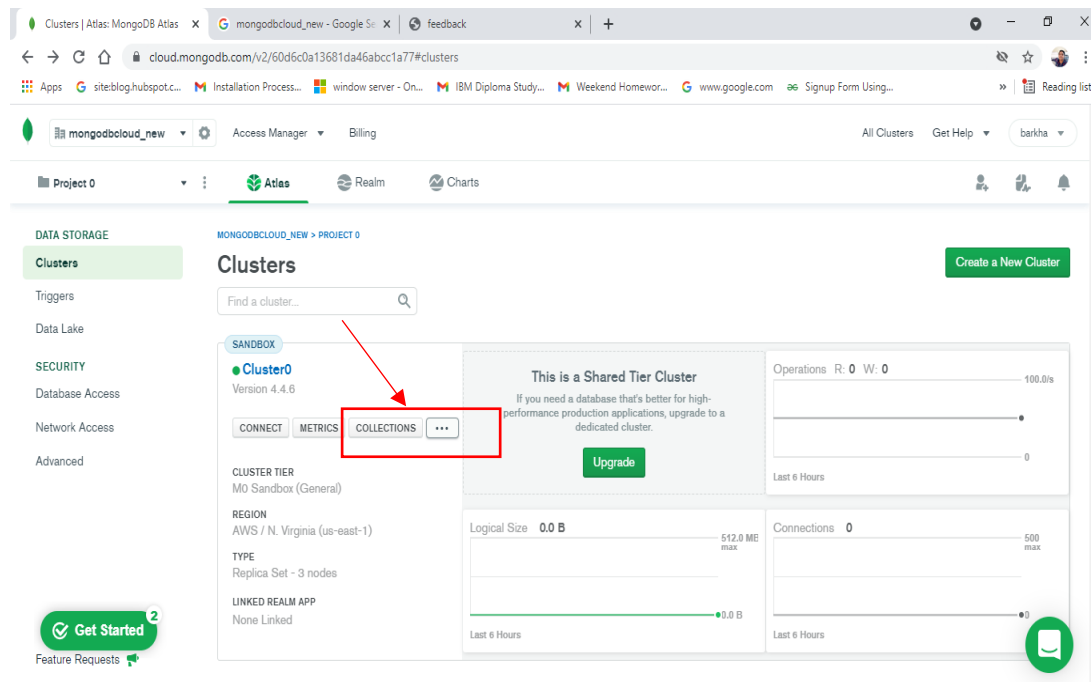 Clusters | Atlas: MongoDB Atlas
mongodbcloud_new - Google Se
feedback
cloud.mongodb.com/v2/60d6c0a13681da46abcc1a77#clusters
Apps site:blog.hubspot.c... Installation Process... window server - On... IBM Diploma Study... Weekend Homewor... www.google.com Signup Form Using... » Reading list
mongodbcloud_new Access Manager Billing All Clusters Get Help barkha
Project 0 Atlas Realm Charts
DATA STORAGE
Clusters
Triggers
Data Lake
SECURITY
Database Access
Network Access
Advanced
MONGODBCLOUD_NEW > PROJECT 0
Clusters
Create a New Cluster
Find a cluster...
SANDBOX
Cluster0
Version 4.4.6
CONNECT METRICS COLLECTIONS ...
CLUSTER TIER
M0 Sandbox (General)
REGION
AWS / N. Virginia (us-east-1)
TYPE
Replica Set - 3 nodes
LINKED REALM APP
None Linked
This is a Shared Tier Cluster
If you need a database that's better for high-
performance production applications, upgrade to a
dedicated cluster.
Upgrade
Operations R: 0 W: 0
100.0/s
0
Last 6 Hours
Logical Size 0.0 B
512.0 MB
max
0.0 B
Last 6 Hours
Connections 0
500
max
0
Last 6 Hours
Get Started
2
Feature Requests